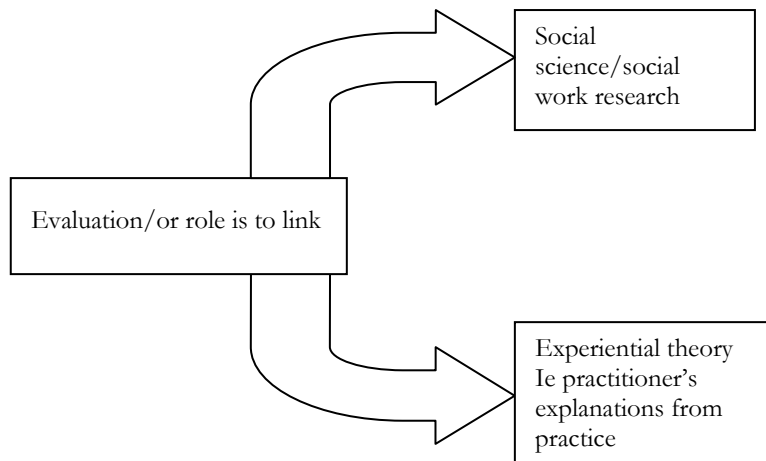 Social
science/social
work research
Evaluation/or role is to link
Experiential theory
Ie practitioner's
explanations from
practice